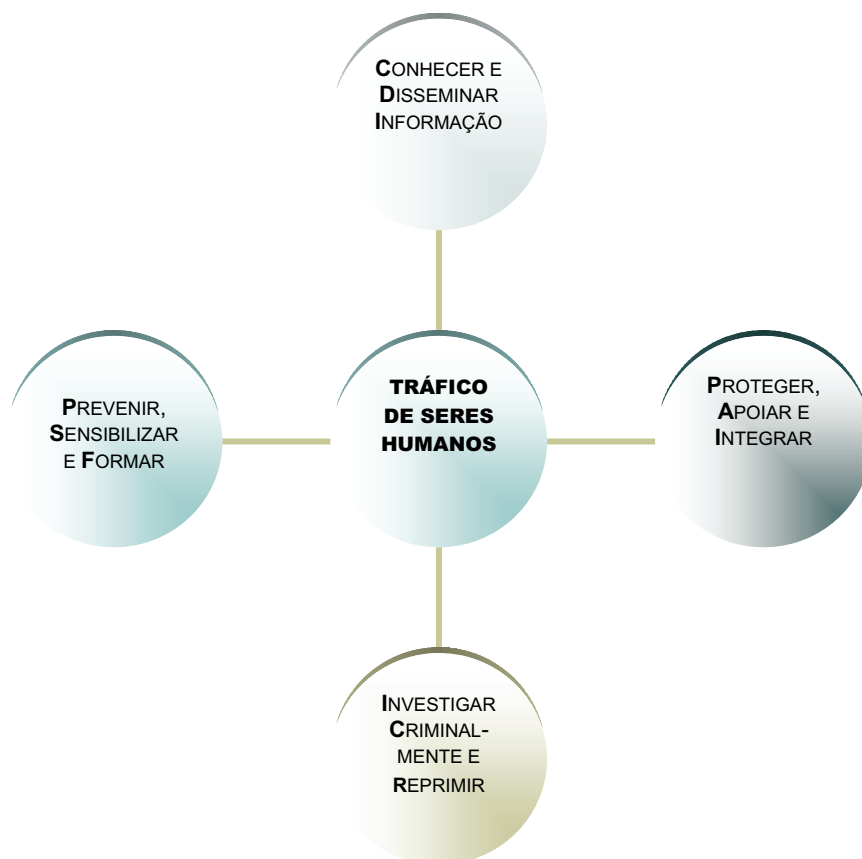 CONHECER E
DISSEMINAR
INFORMAÇÃO
PREVENIR,
SENSIBILIZAR
E FORMAR
TRÁFICO
DE SERES
HUMANOS
PROTEGER,
APOIAR E
INTEGRAR
INVESTIGAR
CRIMINAL-
MENTE E
REPRIMIR